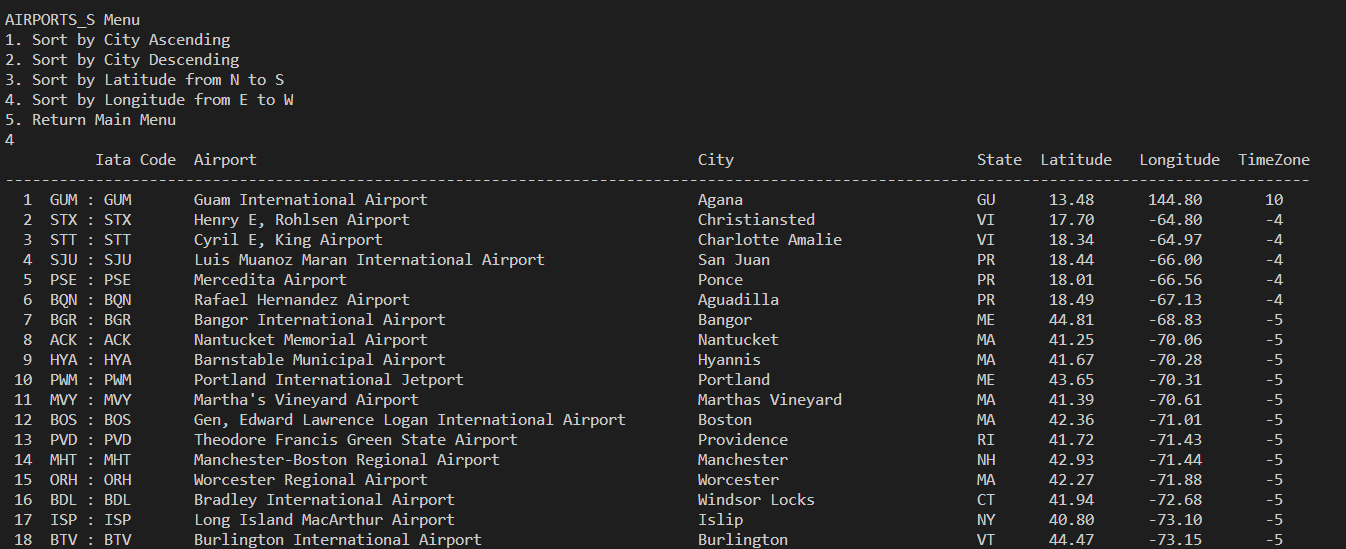 AIRPORTS_S Menu
1. Sort by City Ascending
2. Sort by City Descending
3. Sort by Latitude from N to S
4. Sort by Longitude from E to W
5. Return Main Menu
4
Iata Code Airport City State Latitude Longitude TimeZone
-------------------------------------------------------------------------------------------------------------------------------------------------
1 GUM : GUM Guam International Airport Agana GU 13.48 144.80 10
2 STX : STX Henry E, Rohlsen Airport Christiansted VI 17.70 -64.80 -4
3 STT : STT Cyril E, King Airport Charlotte Amalie VI 18.34 -64.97 -4
4 SJU : SJU Luis Muanoz Maran International Airport San Juan PR 18.44 -66.00 -4
5 PSE : PSE Mercedita Airport Ponce PR 18.01 -66.56 -4
6 BQN : BQN Rafael Hernandez Airport Aguadilla PR 18.49 -67.13 -4
7 BGR : BGR Bangor International Airport Bangor ME 44.81 -68.83 -5
8 ACK : ACK Nantucket Memorial Airport Nantucket MA 41.25 -70.06 -5
9 HYA : HYA Barnstable Municipal Airport Hyannis MA 41.67 -70.28 -5
10 PWM : PWM Portland International Jetport Portland ME 43.65 -70.31 -5
11 MVY : MVY Martha's Vineyard Airport Marthas Vineyard MA 41.39 -70.61 -5
12 BOS : BOS Gen, Edward Lawrence Logan International Airport Boston MA 42.36 -71.01 -5
13 PVD : PVD Theodore Francis Green State Airport Providence RI 41.72 -71.43 -5
14 MHT : MHT Manchester-Boston Regional Airport Manchester NH 42.93 -71.44 -5
15 ORH : ORH Worcester Regional Airport Worcester MA 42.27 -71.88 -5
16 BDL : BDL Bradley International Airport Windsor Locks CT 41.94 -72.68 -5
17 ISP : ISP Long Island MacArthur Airport Islip NY 40.80 -73.10 -5
18 BTV : BTV Burlington International Airport Burlington VT 44.47 -73.15 -5